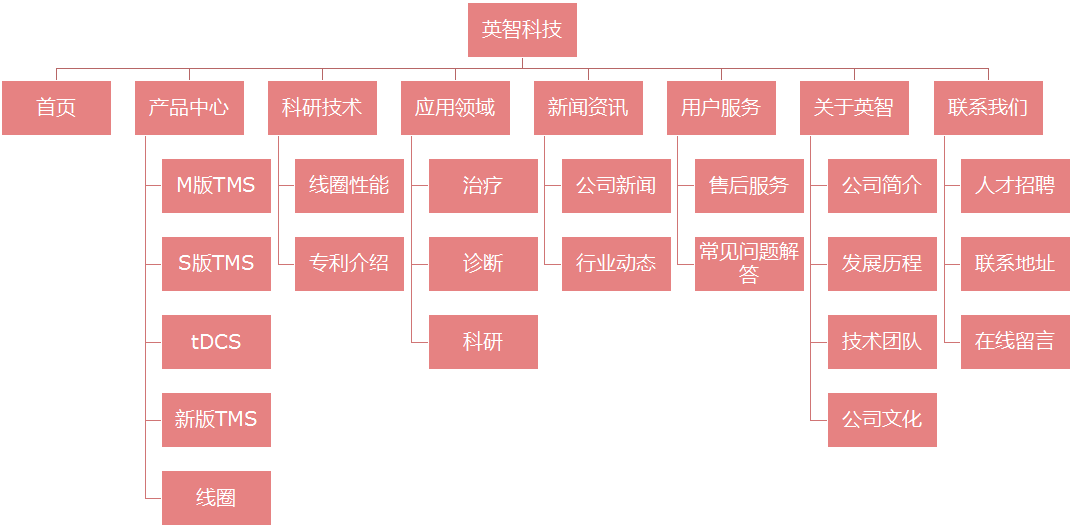 英智科技
首页
产品中心
科研技术
应用领域
新闻资讯
用户服务
关于英智
联系我们
M版TMS
线圈性能
治疗
公司新闻
售后服务
公司简介
人才招聘
S版TMS
专利介绍
诊断
行业动态
常见问题解
答
发展历程
联系地址
tDCS
科研
技术团队
在线留言
新版TMS
公司文化
线圈